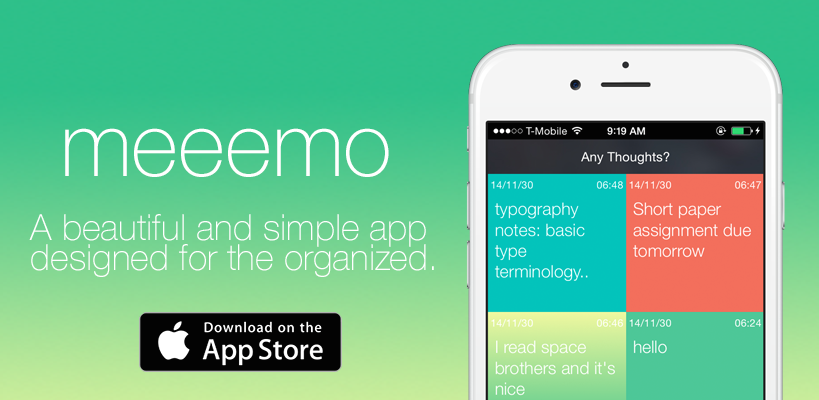 meeemo
A beautiful and simple app
designed for the organized.
Download on the
App Store
T-Mobile 9:19 AM
Any Thoughts?
14/11/30 06:48
typography
notes: basic
type
terminology..
14/11/30 06:47
Short paper
assignment due
tomorrow
14/11/30 06:46
I read space
brothers and it's
nice
14/11/30 06:24
hello